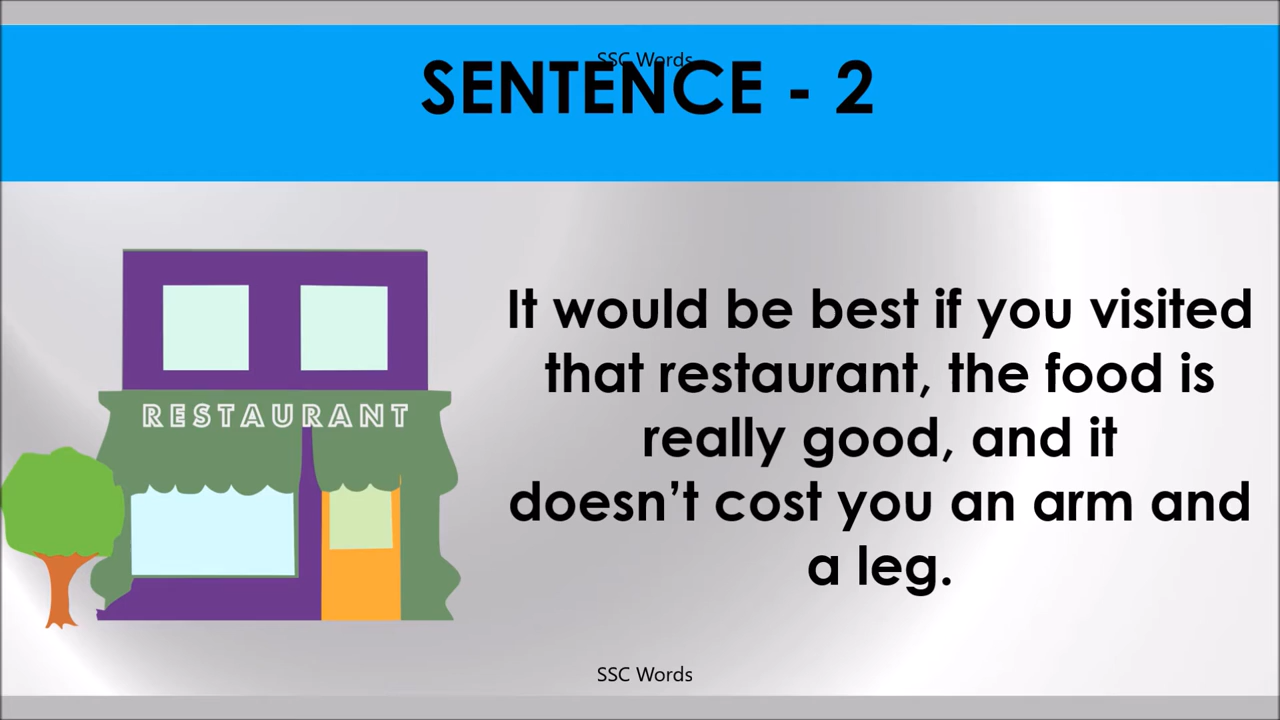 SSC Words
SENTENCE - 2
RESTAURANT
It would be best if you visited
that restaurant, the food is
really good, and it
doesn’t cost you an arm and
a leg.
SSC Words